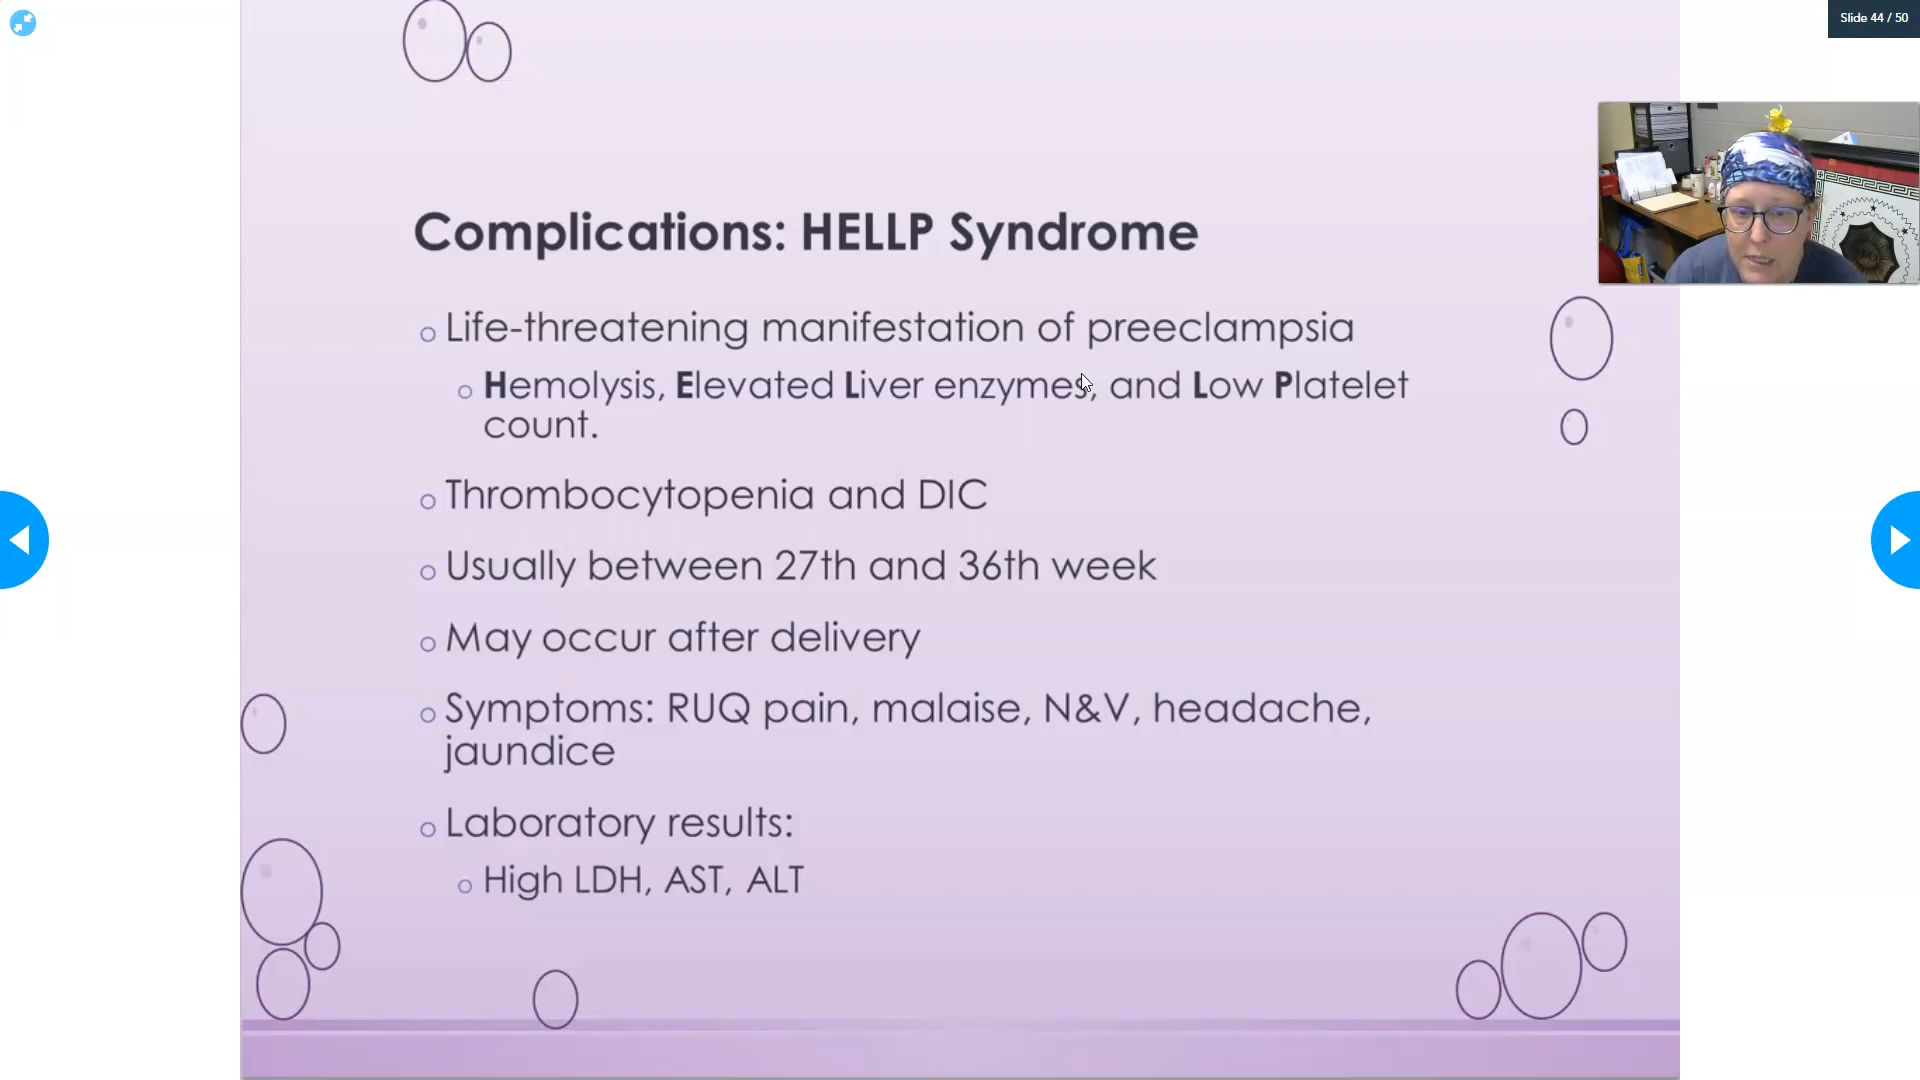 Slide 44 / 50
Complications: HELLP Syndrome
o Life-threatening manifestation of preeclampsia
o Hemolysis, Elevated Liver enzymes, and Low Platelet
count.
o Thrombocytopenia and DIC
o Usually between 27th and 36th week
o May occur after delivery
o Symptoms: RUQ pain, malaise, N&V, headache,
jaundice
o Laboratory results:
o High LDH, AST, ALT